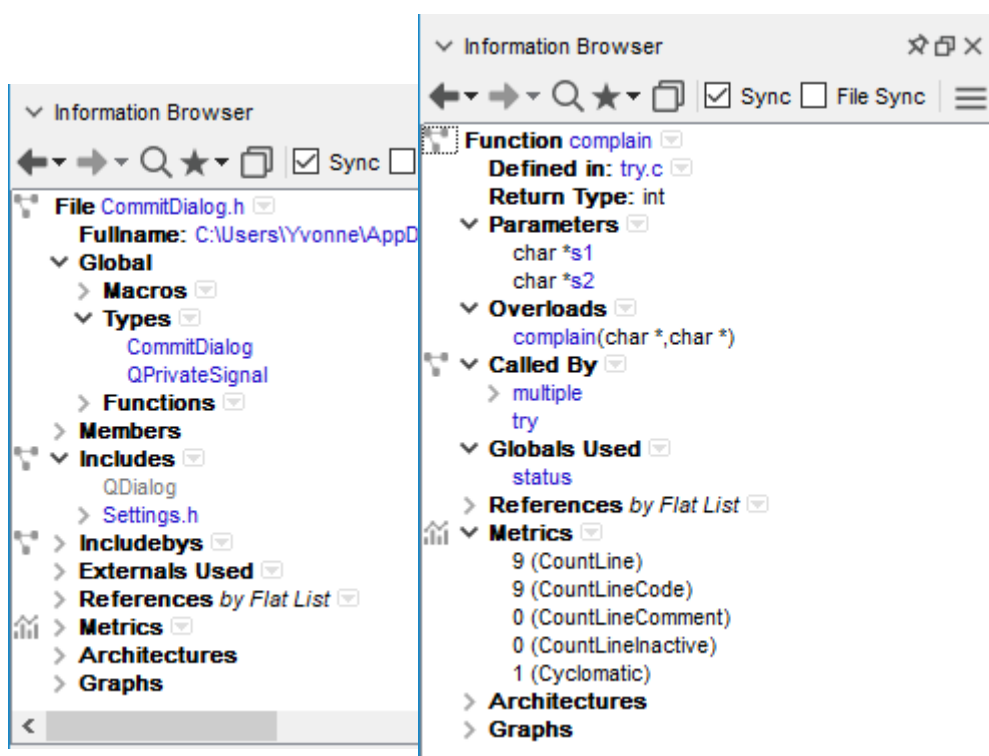 Information Browser
Sync
File CommitDialog.h
Fullname: C:\Users\Yvonne\AppD
Global
Macros
Types
CommitDialog
QPrivateSignal
Functions
Members
Includes
QDialog
Settings.h
Includebys
Externals Used
References by Flat List
Metrics
Architectures
Graphs
Information Browser
Sync File Sync
Function complain
Defined in: try.c
Return Type: int
Parameters
char *s1
char *s2
Overloads
complain(char *,char *)
Called By
multiple
try
Globals Used
status
References by Flat List
Metrics
9 (CountLine)
9 (CountLineCode)
0 (CountLineComment)
0 (CountLineInactive)
1 (Cyclomatic)
Architectures
Graphs